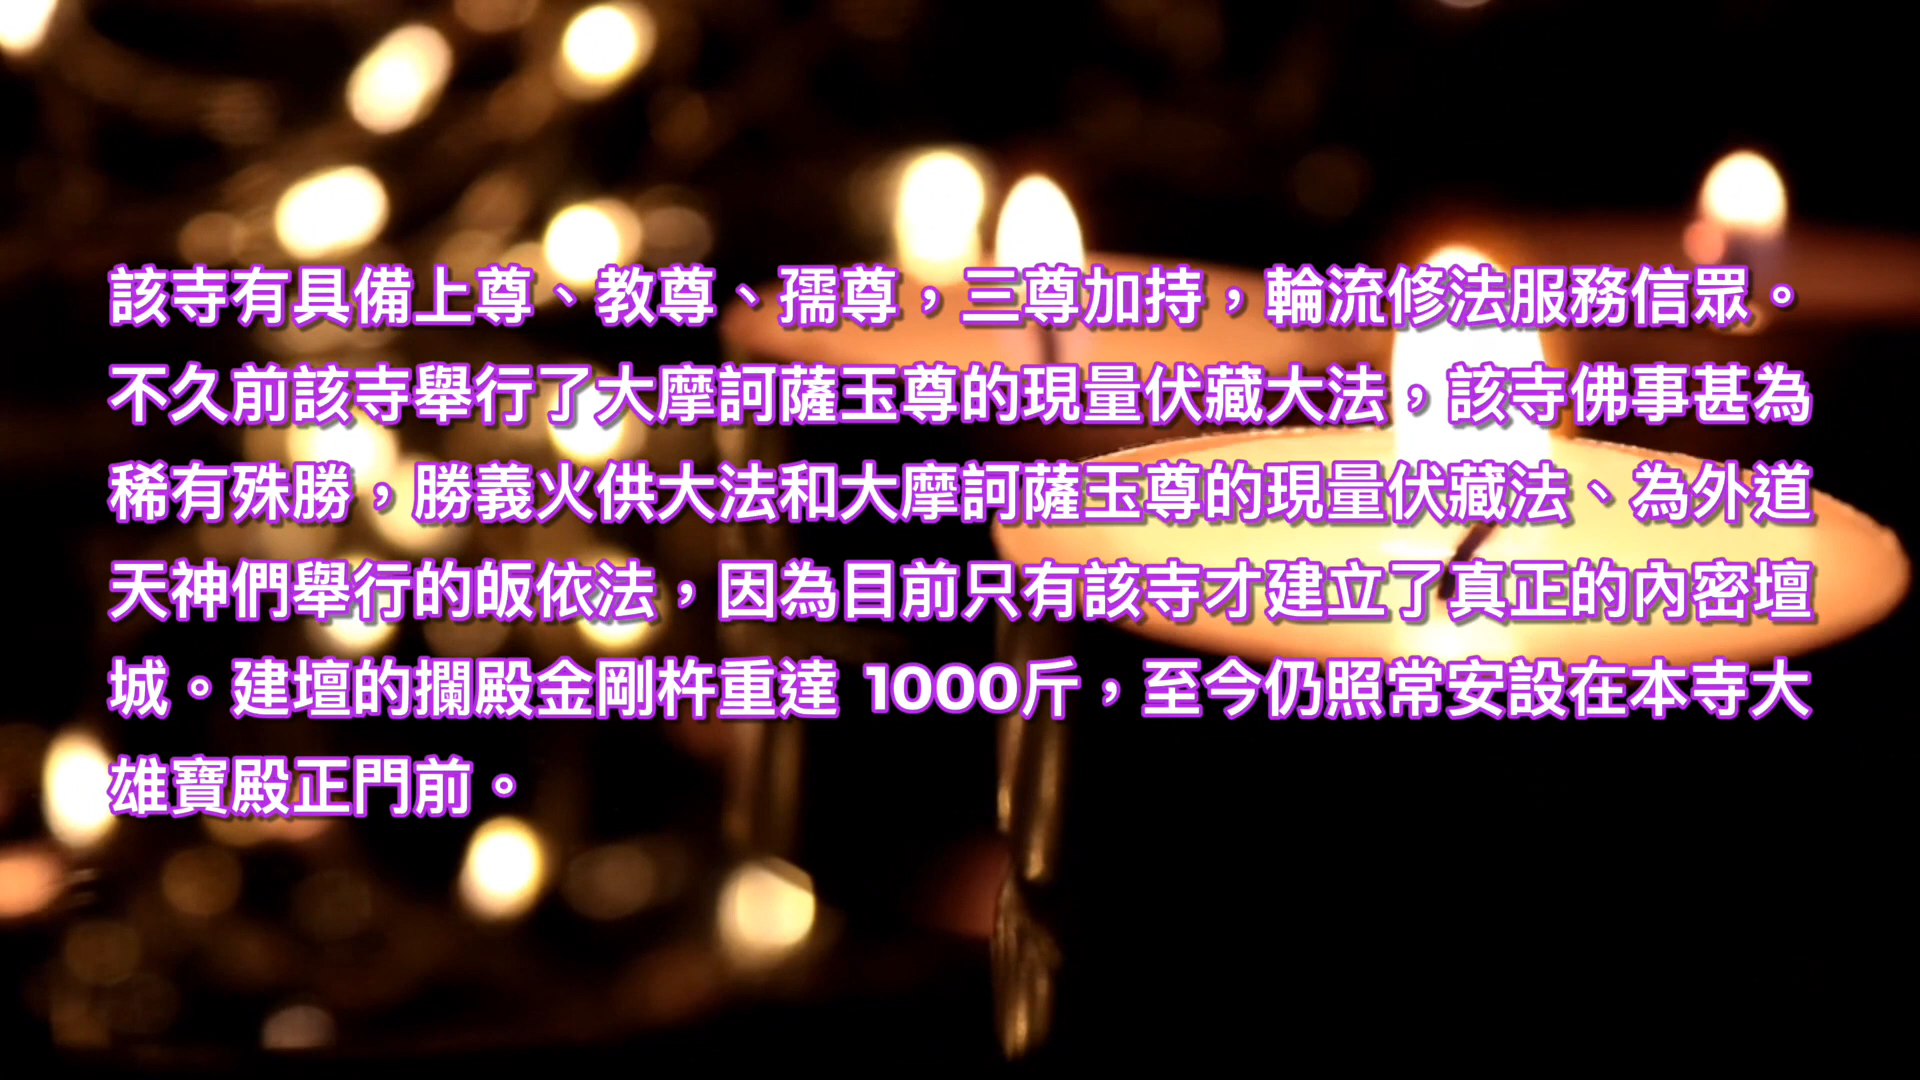 該寺有具備上尊、教尊、孺尊，三尊加持，輪流修法服務信眾。
不久前該寺舉行了大摩訶薩玉尊的現量伏藏大法，該寺佛事甚為
稀有殊勝，勝義火供大法和大摩訶薩玉尊的現量伏藏法、為外道
天神們舉行的皈依法，因為目前只有該寺才建立了真正的內密壇
城。建壇的攔殿金剛杵重達 1000斤，至今仍照常安設在本寺大
雄寶殿正門前。